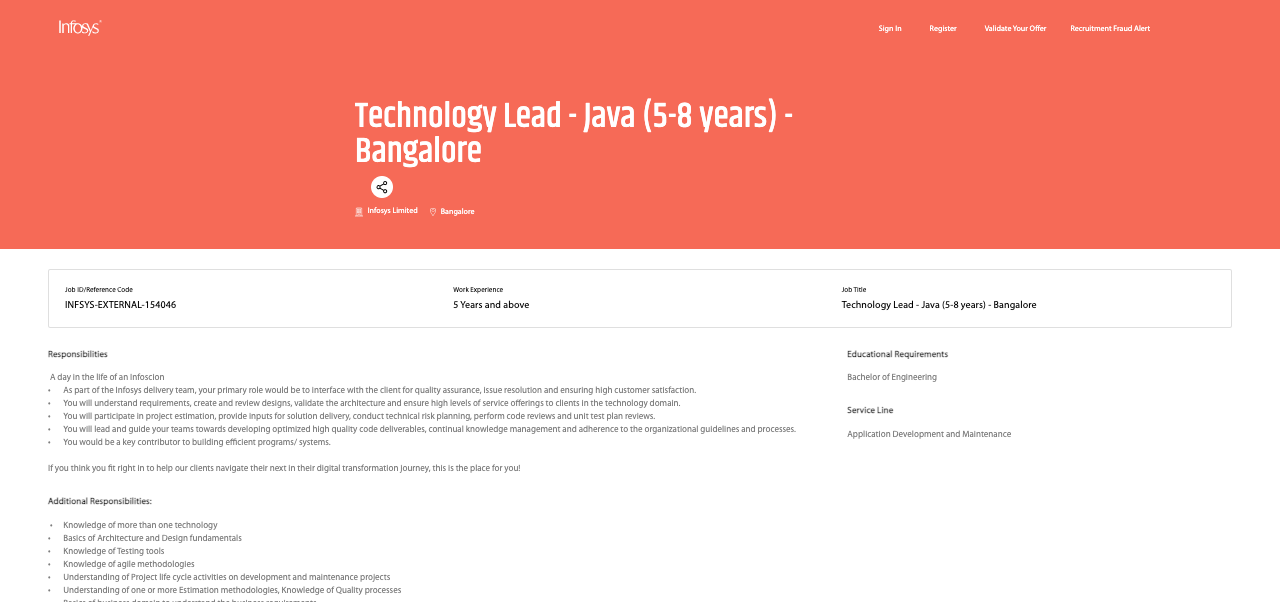 Infosys
Sign In
Register
Validate Your Offer
Recruitment Fraud Alert
Technology Lead - Java (5-8 years) -
Bangalore
Infosys Limited
Bangalore
Job ID/Reference Code
INFSYS-EXTERNAL-154046
Work Experience
5 Years and above
Job Title
Technology Lead - Java (5-8 years) - Bangalore
Responsibilities
A day in the life of an Infoscion
• As part of the Infosys delivery team, your primary role would be to interface with the client for quality assurance, issue resolution and ensuring high customer satisfaction.
• You will understand requirements, create and review designs, validate the architecture and ensure high levels of service offerings to clients in the technology domain.
• You will participate in project estimation, provide inputs for solution delivery, conduct technical risk planning, perform code reviews and unit test plan reviews.
• You will lead and guide your teams towards developing optimized high quality code deliverables, continual knowledge management and adherence to the organizational guidelines and processes.
• You would be a key contributor to building efficient programs/ systems.
If you think you fit right in to help our clients navigate their next in their digital transformation journey, this is the place for you!
Additional Responsibilities:
• Knowledge of more than one technology
• Basics of Architecture and Design fundamentals
• Knowledge of Testing tools
• Knowledge of agile methodologies
• Understanding of Project life cycle activities on development and maintenance projects
• Understanding of one or more Estimation methodologies, Knowledge of Quality processes
• Basics of business domain to understand the business requirements
Educational Requirements
Bachelor of Engineering
Service Line
Application Development and Maintenance